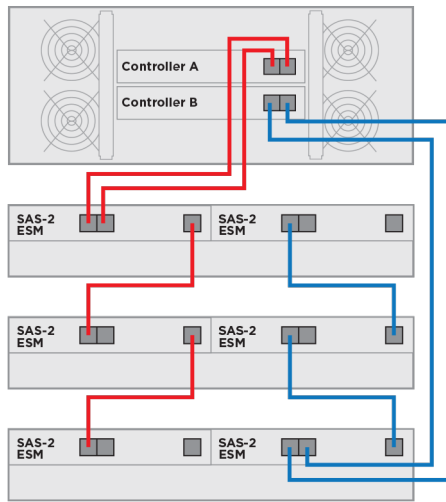 Controller A
Controller B
SAS-2
ESM
SAS-2
ESM
SAS-2
ESM
SAS-2
ESM
SAS-2
ESM
SAS-2
ESM